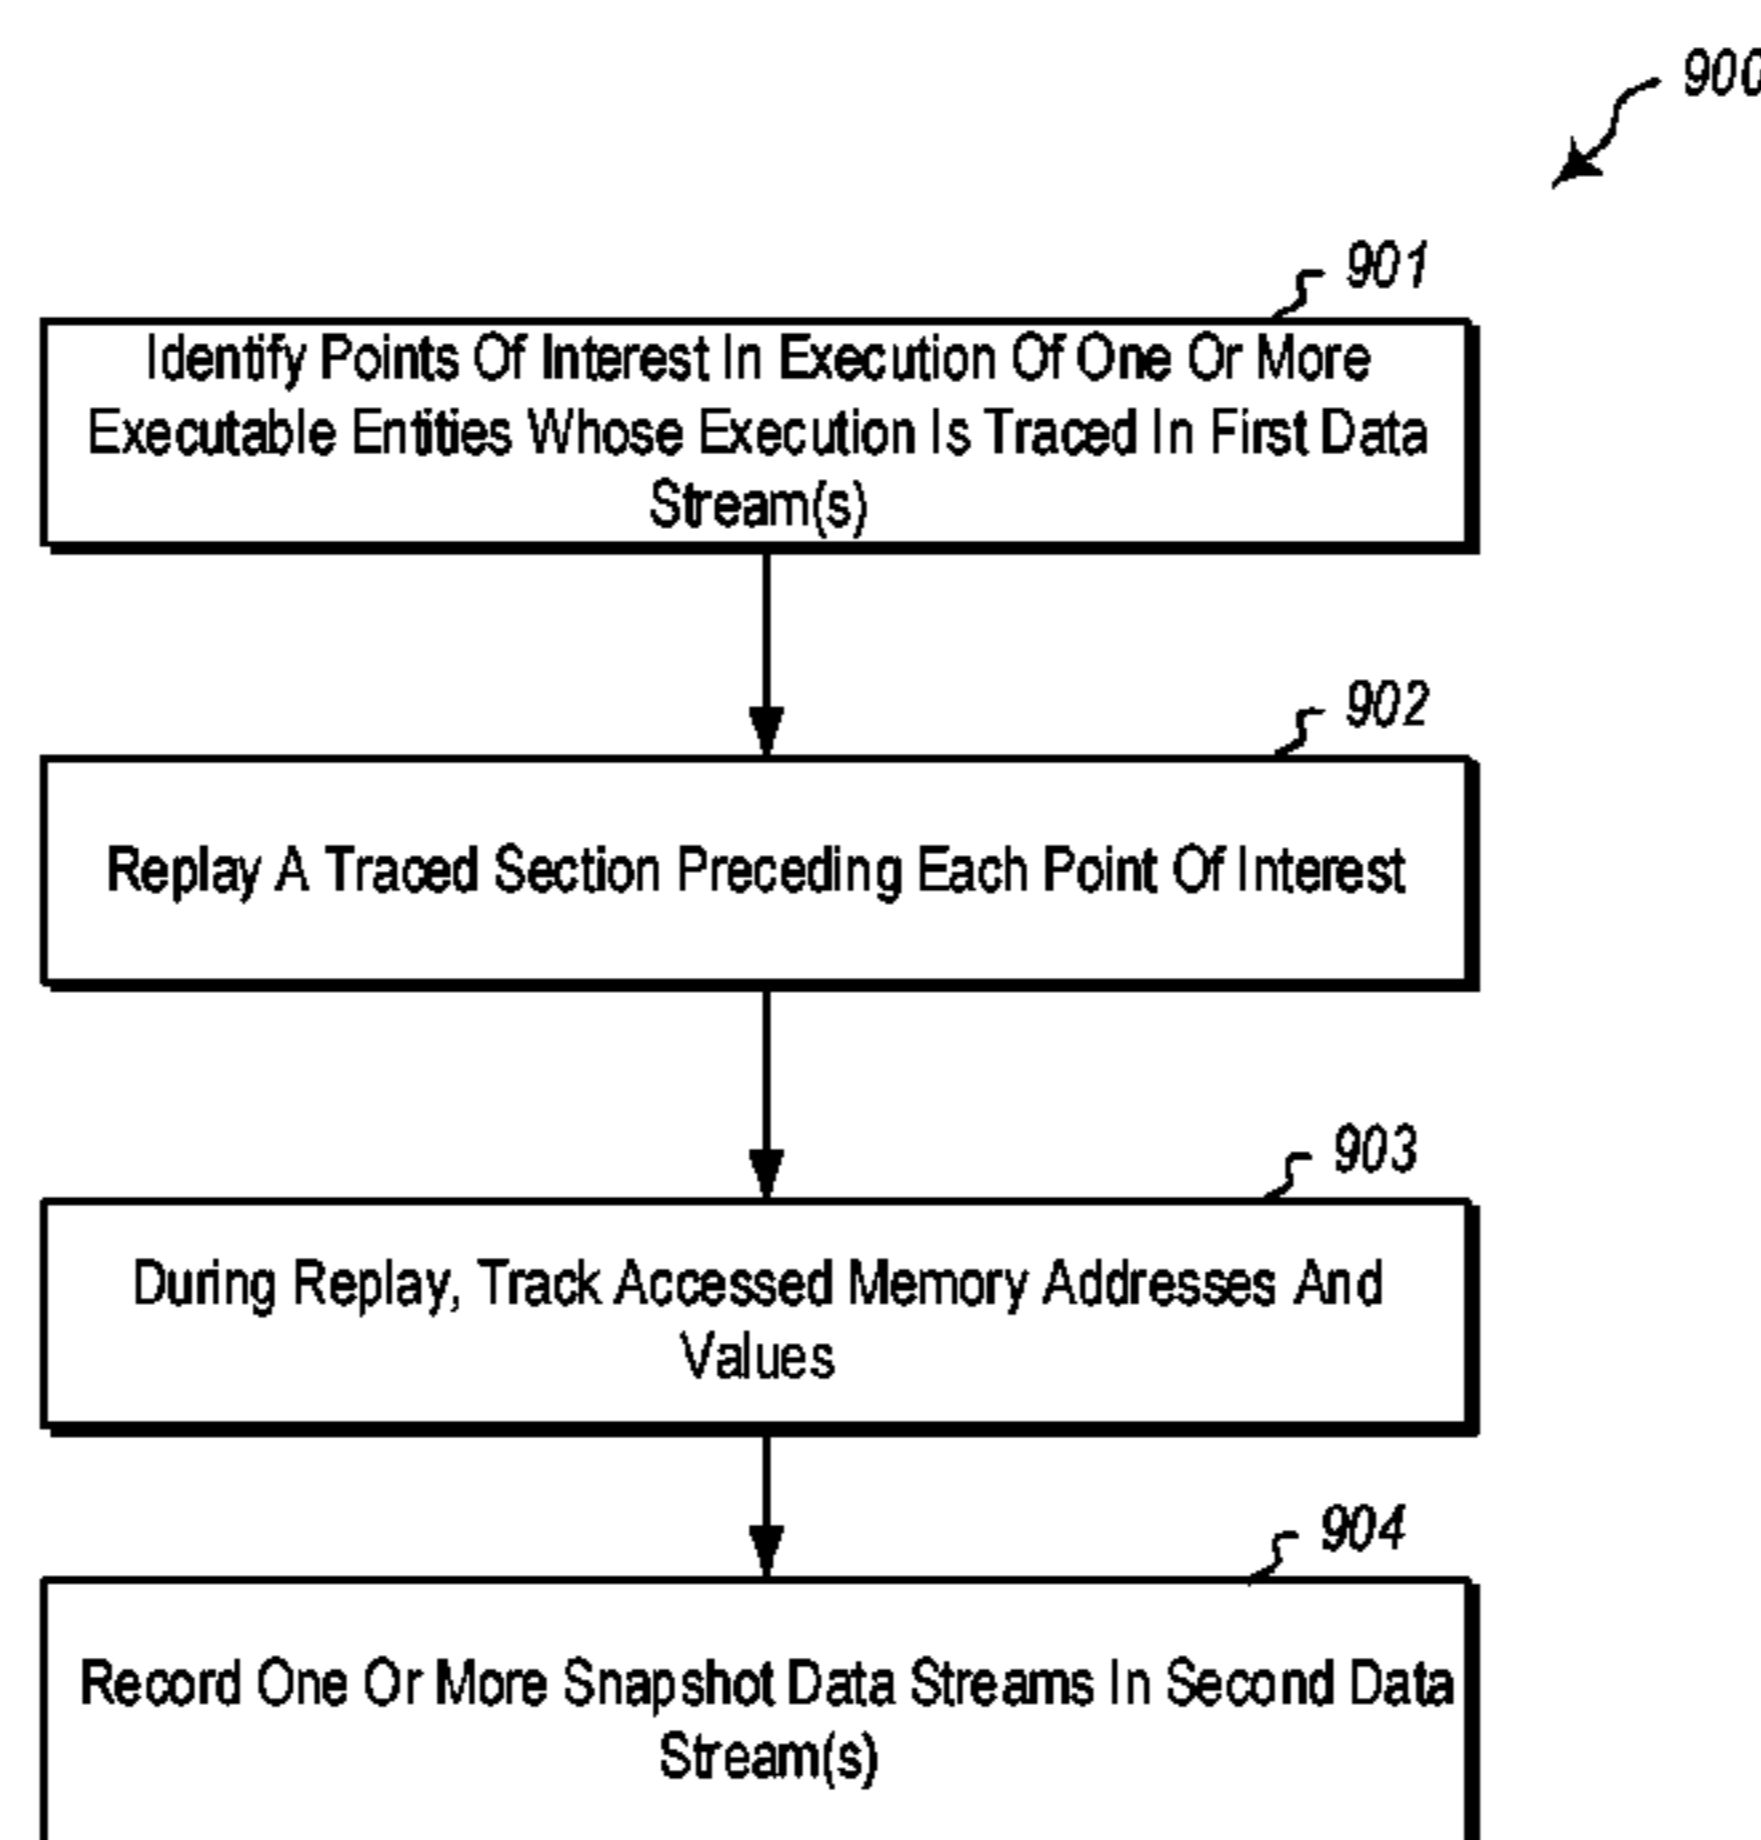 900
901
Identify Points Of Interest In Execution Of One Or More
Executable Entities Whose Execution Is Traced In First Data
Stream(s)
902
Replay A Traced Section Preceding Each Point Of Interest
903
During Replay, Track Accessed Memory Addresses And
Values
904
Record One Or More Snapshot Data Streams In Second Data
Stream(s)